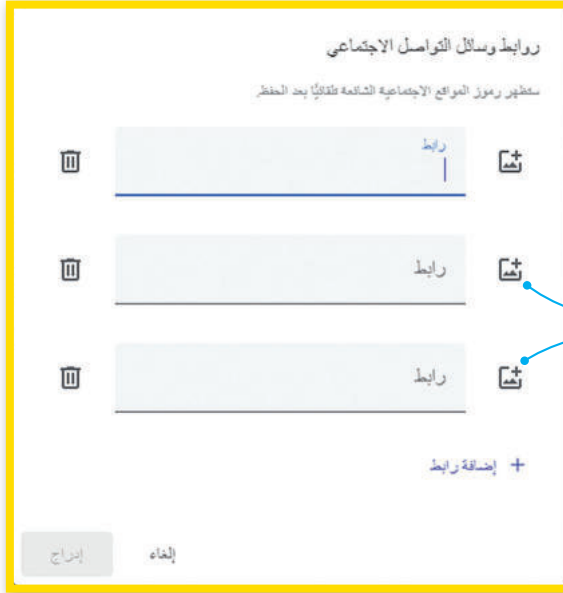 روابط وسائل التواصل الاجتماعي
ستظهر رموز المواقع الاجتماعية الشائعة تلقائيًّا بعد الحفظ.
رابط
رابط
رابط
+ إضافة رابط
إلغاء
إدراج